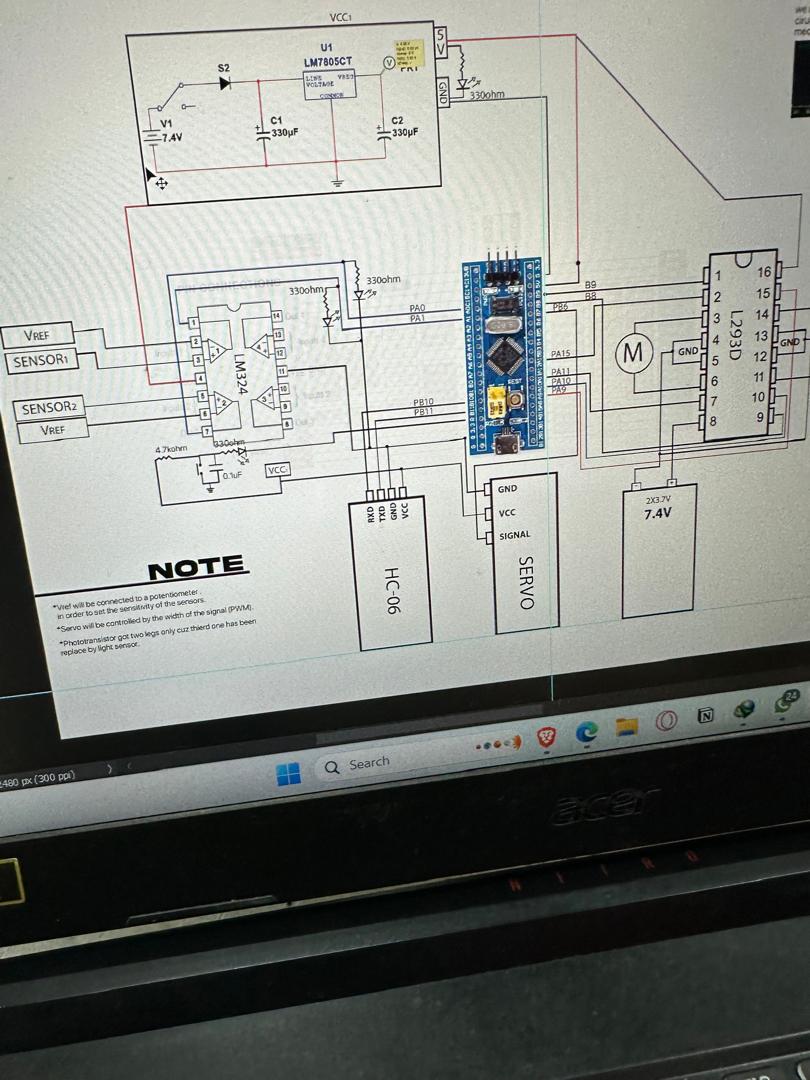 VCC1
U1
LM7805CT
LINE VREG
VOLTAGE
COMMON
S2
V
5V
GND
330ohm
V1
7.4V
C1
330μF
C2
330μF
330ohm
330ohm
PA0
PA1
B9
B8
PB6
PA15
PA11
PA10
PA9
PB10
PB11
VREF
SENSOR1
SENSOR2
VREF
LM324
1
2
3
4
5
6
7
14
13
12
11
10
9
8
4.7kohm
330ohm
0.1uF
VCC
M
GND
GND
L293D
1
2
3
4
5
6
7
8
16
15
14
13
12
11
10
9
RXD
TXD
GND
VCC
HC-06
GND
VCC
SIGNAL
SERVO
2X3.7V
7.4V
NOTE
*Vref will be connected to a potentiometer .
in order to set the sensitivity of the sensors.
*Servo will be controlled by the width of the signal (PWM).
*Phototransistor got two legs only cuz thierd one has been
replace by light sensor.
480 px (300 ppi)
Search
24
acer
NITRO